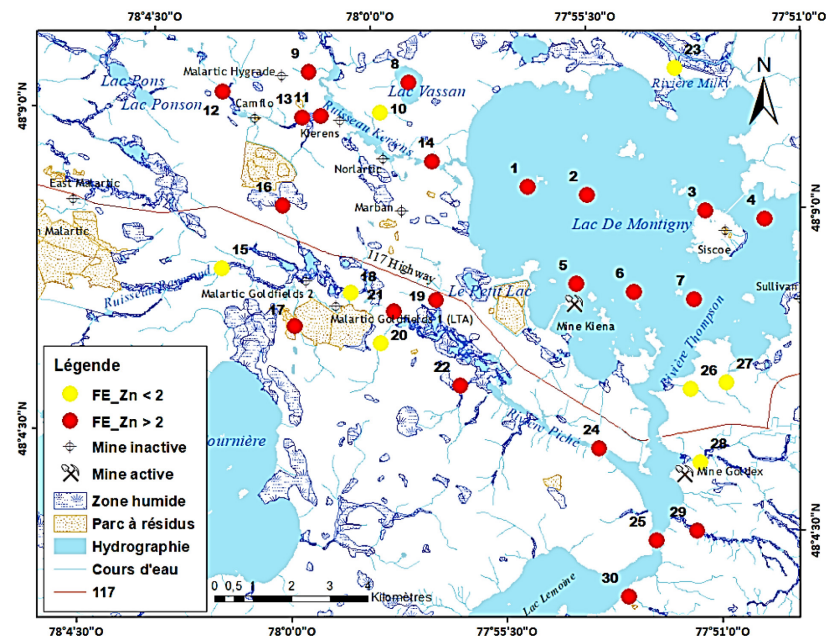 78°4'30"O 78°0'0"O 77°55'30"O 77°51'0"O
23
9
8
Malartic Hygrade
Lac Pons
Lac Vassan
Rivière Milky
N
Lac Ponson
12
Camflo
13 11
10
48°9'0"N
Kierens
Ruisseau Keriens
14
Norlartic
1
2
East Malartic
16
Marban
3
4
48°9'0"N
Lac De Montigny
Siscoe
n Malartic
15
117 Highway
5
6
7
Ruisseau Raymond
18
Le Petit Lac
Sullivan
Malartic Goldfields 2
21
19
17
Malartic Goldfields 1 (LTA)
Mine Kiena
Rivière Thompson
20
Légende
FE_Zn < 2
FE_Zn > 2
Mine inactive
Mine active
Zone humide
Parc à résidus
Hydrographie
Cours d'eau
117
22
26
27
Rivière Piché
24
48°4'30"N
ournière
28
Mine Goldex
25
29
48°4'30"N
30
Lac Lemoine
0 0,5 1 2 3 4
Kilomètres
78°4'30"O 78°0'0"O 77°55'30"O 77°51'0"O